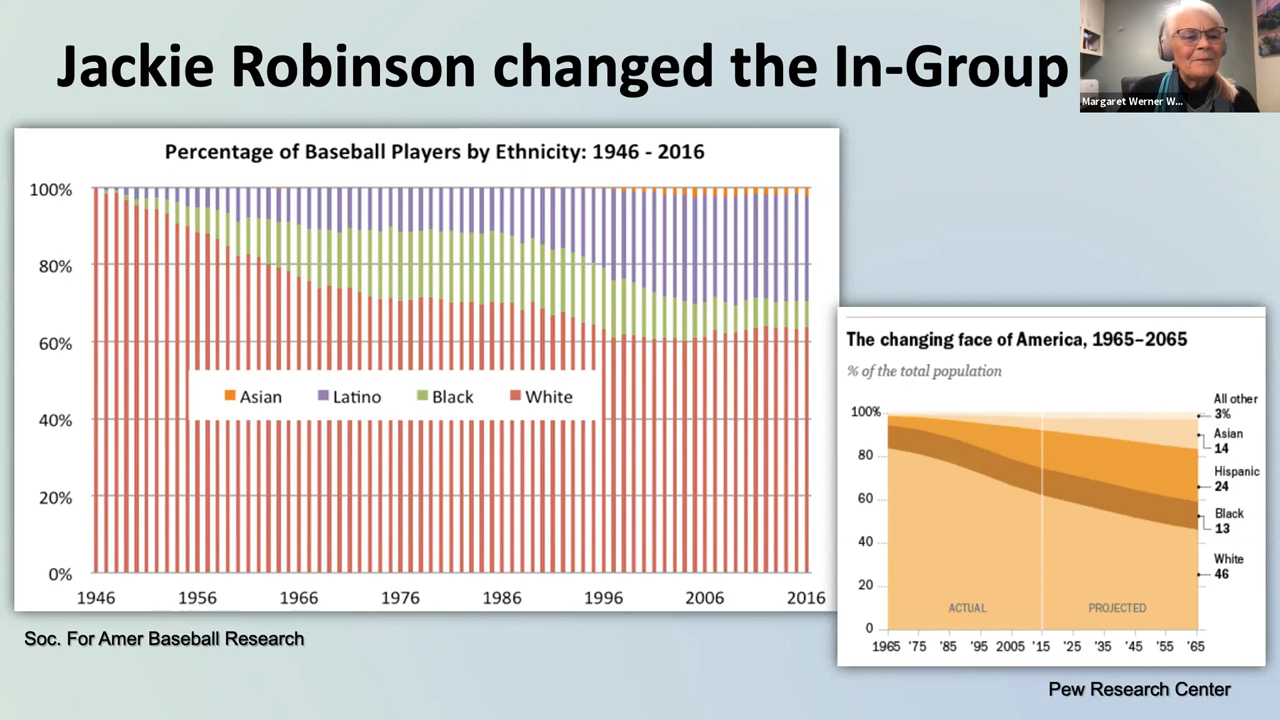 Jackie Robinson changed the In-Group
Margaret Werner W...
Percentage of Baseball Players by Ethnicity: 1946 - 2016
100%
80%
60%
40%
20%
0%
Asian Latino Black White
1946 1956 1966 1976 1986 1996 2006 2016
Soc. For Amer Baseball Research
The changing face of America, 1965–2065
% of the total population
100%
80
60
40
20
0
All other
3%
Asian
14
Hispanic
24
Black
13
White
46
ACTUAL PROJECTED
1965 '75 '85 '95 2005 '15 '25 '35 '45 '55 '65
Pew Research Center